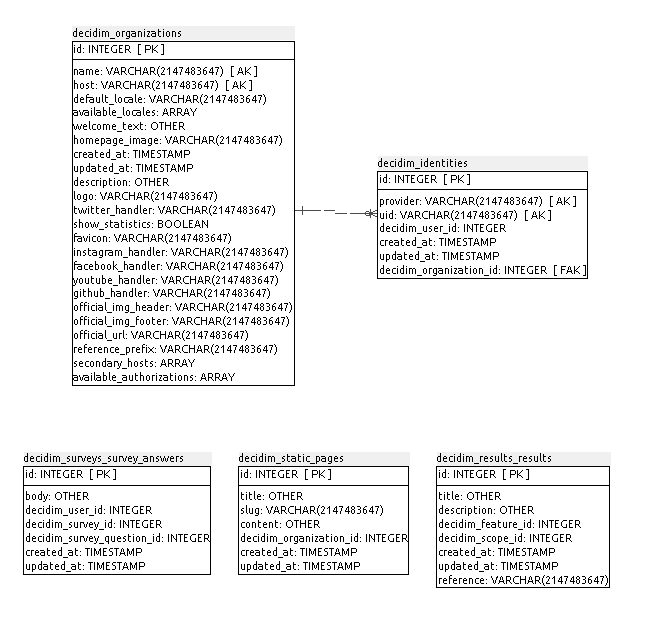 decidim_organizations
id: INTEGER [ PK ]
name: VARCHAR(2147483647) [ AK ]
host: VARCHAR(2147483647) [ AK ]
default_locale: VARCHAR(2147483647)
available_locales: ARRAY
welcome_text: OTHER
homepage_image: VARCHAR(2147483647)
created_at: TIMESTAMP
updated_at: TIMESTAMP
description: OTHER
logo: VARCHAR(2147483647)
twitter_handler: VARCHAR(2147483647)
show_statistics: BOOLEAN
favicon: VARCHAR(2147483647)
instagram_handler: VARCHAR(2147483647)
facebook_handler: VARCHAR(2147483647)
youtube_handler: VARCHAR(2147483647)
github_handler: VARCHAR(2147483647)
official_img_header: VARCHAR(2147483647)
official_img_footer: VARCHAR(2147483647)
official_url: VARCHAR(2147483647)
reference_prefix: VARCHAR(2147483647)
secondary_hosts: ARRAY
available_authorizations: ARRAY
decidim_identities
id: INTEGER [ PK ]
provider: VARCHAR(2147483647) [ AK ]
uid: VARCHAR(2147483647) [ AK ]
decidim_user_id: INTEGER
created_at: TIMESTAMP
updated_at: TIMESTAMP
decidim_organization_id: INTEGER [ FAK ]
decidim_surveys_survey_answers
id: INTEGER [ PK ]
body: OTHER
decidim_user_id: INTEGER
decidim_survey_id: INTEGER
decidim_survey_question_id: INTEGER
created_at: TIMESTAMP
updated_at: TIMESTAMP
decidim_static_pages
id: INTEGER [ PK ]
title: OTHER
slug: VARCHAR(2147483647)
content: OTHER
decidim_organization_id: INTEGER
created_at: TIMESTAMP
updated_at: TIMESTAMP
decidim_results_results
id: INTEGER [ PK ]
title: OTHER
description: OTHER
decidim_feature_id: INTEGER
decidim_scope_id: INTEGER
created_at: TIMESTAMP
updated_at: TIMESTAMP
reference: VARCHAR(2147483647)